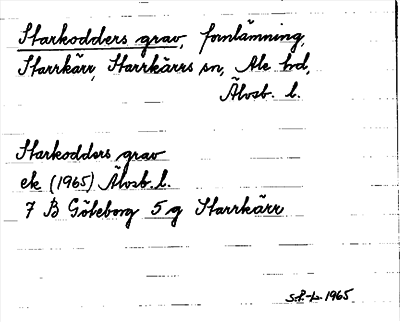 Starkodders grav, fornlämning,
Starrkärr, Starrkärrs sn, Ale hd,
Älvsb. l.
Starkodders grav
ek (1965) Älvsb. l.
7 B Göteborg 5 g Starrkärr
1965